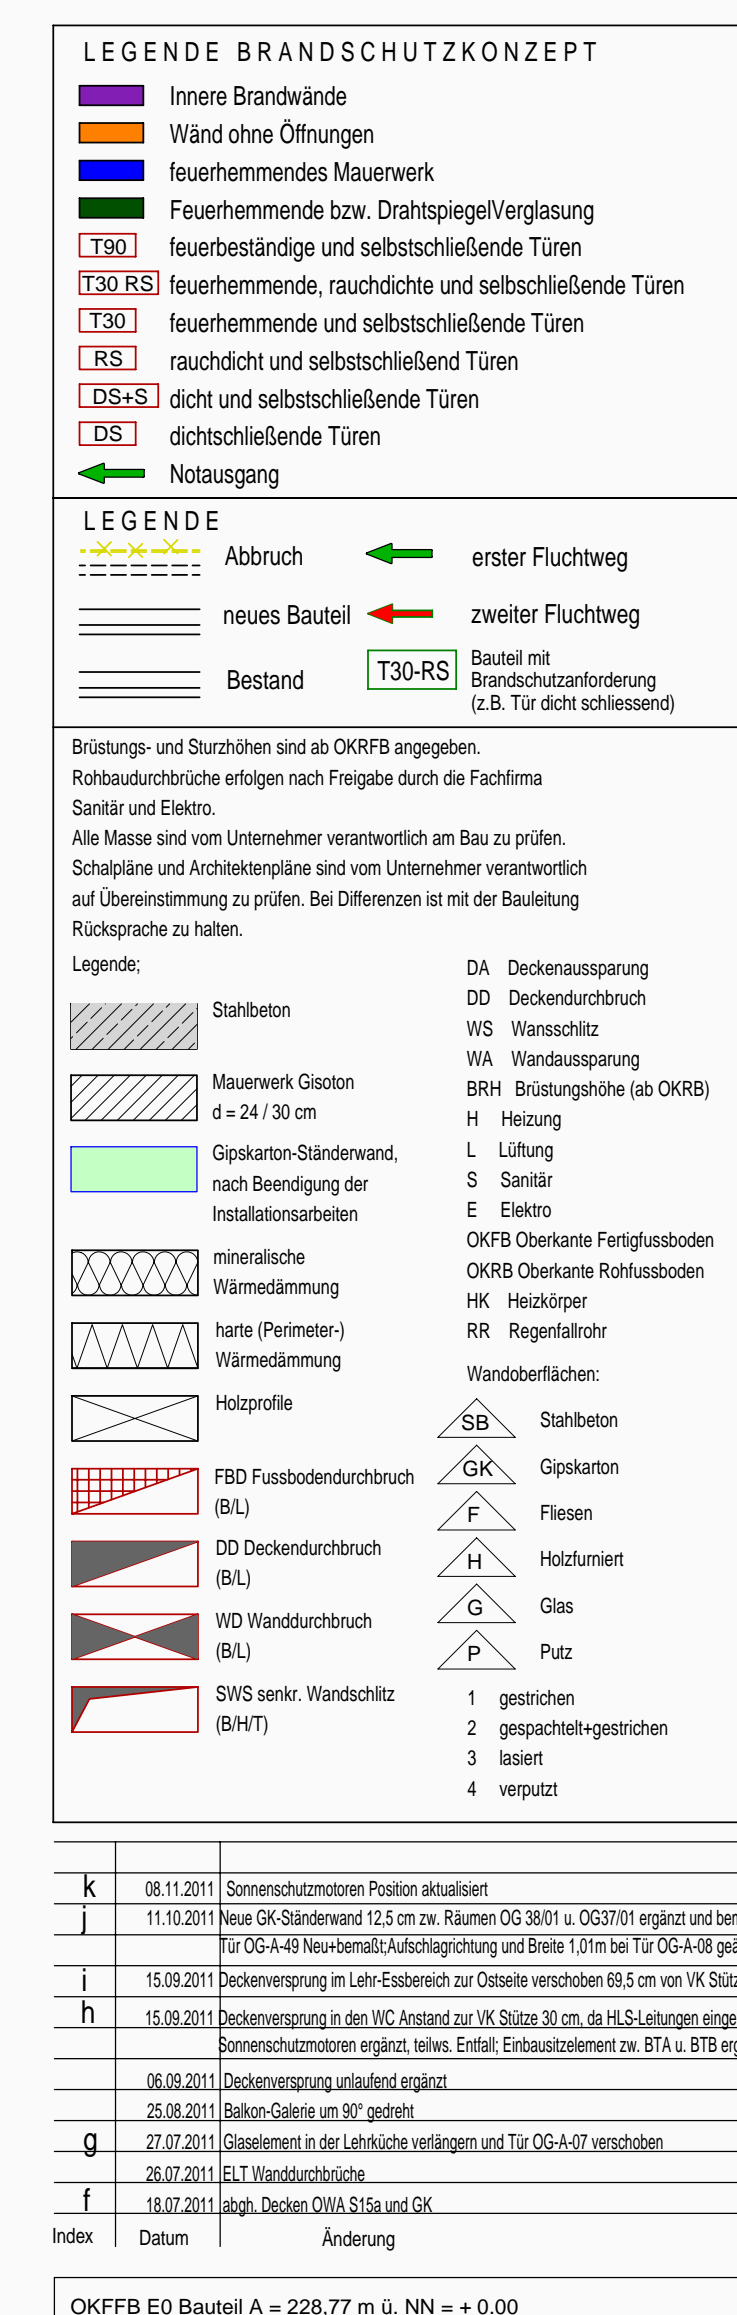 LEGENDE BRANDSCHUTZKONZEPT
Innere Brandwände
Wänd ohne Öffnungen
feuerhemmendes Mauerwerk
Feuerhemmende bzw. DrahtspiegelVerglasung
T90 feuerbeständige und selbstschließende Türen
T30 RS feuerhemmende, rauchdichte und selbschließende Türen
T30 feuerhemmende und selbstschließende Türen
RS rauchdicht und selbstschließend Türen
DS+S dicht und selbstschließende Türen
DS dichtschließende Türen
Notausgang
LEGENDE
Abbruch erster Fluchtweg
neues Bauteil zweiter Fluchtweg
Bestand T30-RS Bauteil mit
Brandschutzanforderung
(z.B. Tür dicht schliessend)
Brüstungs- und Sturzhöhen sind ab OKRFB angegeben.
Rohbaudurchbrüche erfolgen nach Freigabe durch die Fachfirma
Sanitär und Elektro.
Alle Masse sind vom Unternehmer verantwortlich am Bau zu prüfen.
Schalpläne und Architektenpläne sind vom Unternehmer verantwortlich
auf Übereinstimmung zu prüfen. Bei Differenzen ist mit der Bauleitung
Rücksprache zu halten.
Legende;
Stahlbeton
Mauerwerk Gisoton
d = 24 / 30 cm
Gipskarton-Ständerwand,
nach Beendigung der
Installationsarbeiten
mineralische
Wärmedämmung
harte (Perimeter-)
Wärmedämmung
Holzprofile
FBD Fussbodendurchbruch
(B/L)
DD Deckendurchbruch
(B/L)
WD Wanddurchbruch
(B/L)
SWS senkr. Wandschlitz
(B/H/T)
DA Deckenaussparung
DD Deckendurchbruch
WS Wansschlitz
WA Wandaussparung
BRH Brüstungshöhe (ab OKRB)
H Heizung
L Lüftung
S Sanitär
E Elektro
OKFB Oberkante Fertigfussboden
OKRB Oberkante Rohfussboden
HK Heizkörper
RR Regenfallrohr
Wandoberflächen:
SB Stahlbeton
GK Gipskarton
F Fliesen
H Holzfurniert
G Glas
P Putz
1 gestrichen
2 gespachtelt+gestrichen
3 lasiert
4 verputzt
k 08.11.2011 Sonnenschutzmotoren Position aktualisiert
j 11.10.2011 Neue GK-Ständerwand 12,5 cm zw. Räumen OG 38/01 u. OG37/01 ergänzt und bem
Tür OG-A-49 Neu+bemaßt;Aufschlagrichtung und Breite 1,01m bei Tür OG-A-08 geä
i 15.09.2011 Deckenversprung im Lehr-Essbereich zur Ostseite verschoben 69,5 cm von VK Stütz
h 15.09.2011 Deckenversprung in den WC Anstand zur VK Stütze 30 cm, da HLS-Leitungen einge
Sonnenschutzmotoren ergänzt, teilws. Entfall; Einbausitzelement zw. BTA u. BTB erg
06.09.2011 Deckenversprung unlaufend ergänzt
25.08.2011 Balkon-Galerie um 90° gedreht
g 27.07.2011 Glaselement in der Lehrküche verlängern und Tür OG-A-07 verschoben
26.07.2011 ELT Wanddurchbrüche
f 18.07.2011 abgh. Decken OWA S15a und GK
Index Datum Änderung
OKFFB E0 Bauteil A = 228,77 m ü. NN = + 0.00